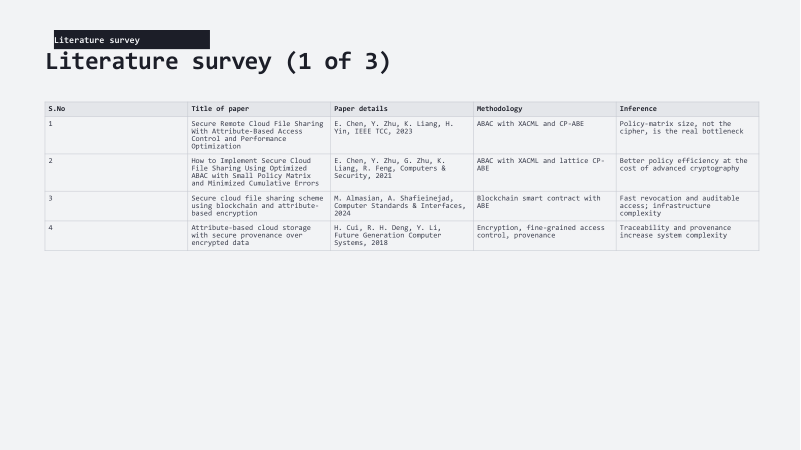 Literature survey
Literature survey (1 of 3)
S.No
Title of paper
Paper details
Methodology
Inference
1
Secure Remote Cloud File Sharing
With Attribute-Based Access
Control and Performance
Optimization
E. Chen, Y. Zhu, K. Liang, H.
Yin, IEEE TCC, 2023
ABAC with XACML and CP-ABE
Policy-matrix size, not the
cipher, is the real bottleneck
2
How to Implement Secure Cloud
File Sharing Using Optimized
ABAC with Small Policy Matrix
and Minimized Cumulative Errors
E. Chen, Y. Zhu, G. Zhu, K.
Liang, R. Feng, Computers &
Security, 2021
ABAC with XACML and lattice CP-
ABE
Better policy efficiency at the
cost of advanced cryptography
3
Secure cloud file sharing scheme
using blockchain and attribute-
based encryption
M. Almasian, A. Shafieinejad,
Computer Standards & Interfaces,
2024
Blockchain smart contract with
ABE
Fast revocation and auditable
access; infrastructure
complexity
4
Attribute-based cloud storage
with secure provenance over
encrypted data
H. Cui, R. H. Deng, Y. Li,
Future Generation Computer
Systems, 2018
Encryption, fine-grained access
control, provenance
Traceability and provenance
increase system complexity